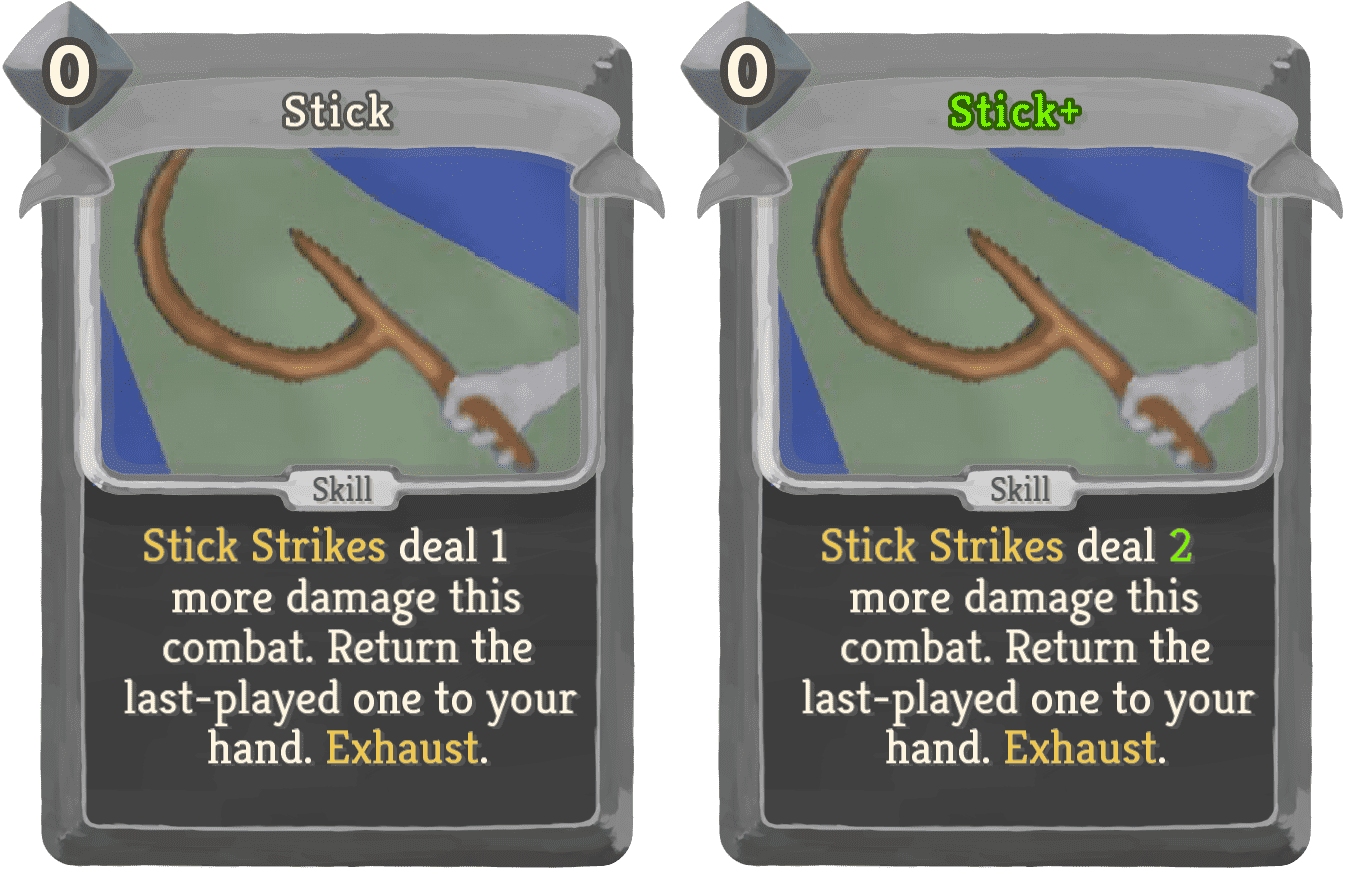 0
Stick
Skill
Stick Strikes deal 1
more damage this
combat. Return the
last-played one to your
hand. Exhaust.
0
Stick+
Skill
Stick Strikes deal 2
more damage this
combat. Return the
last-played one to your
hand. Exhaust.